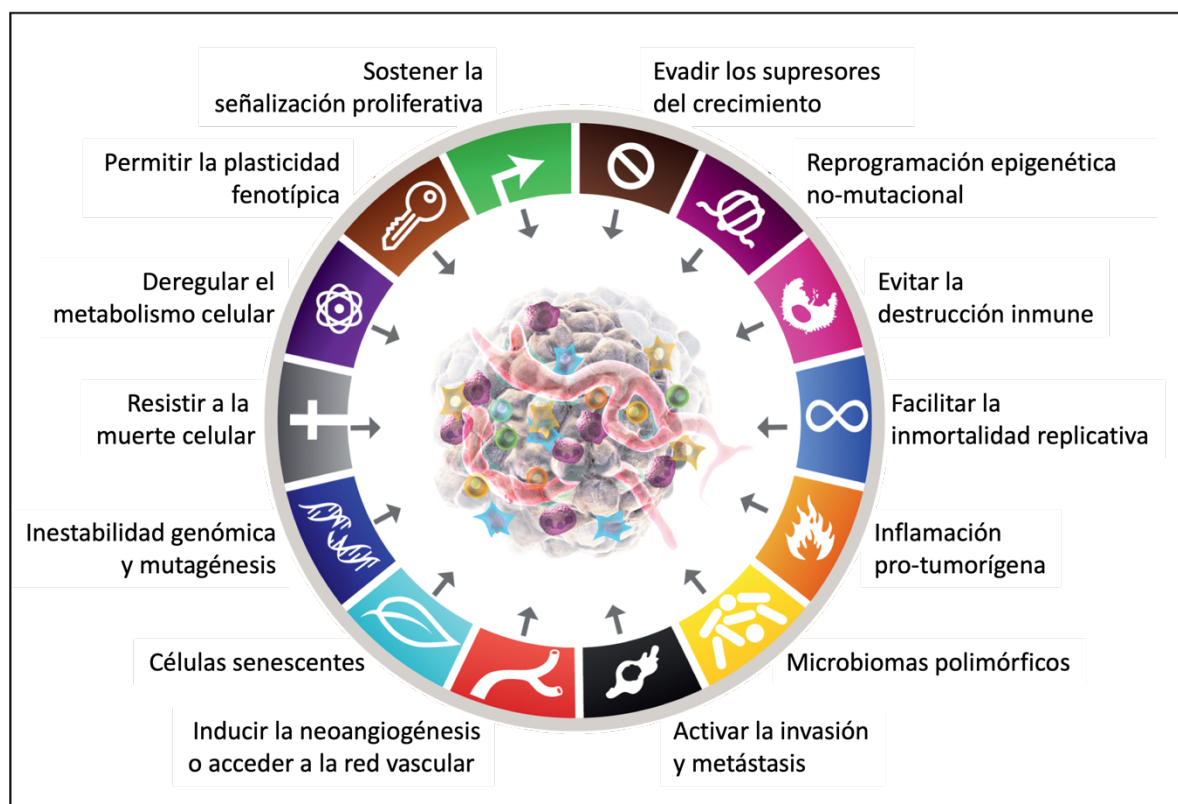 Sostener la
señalización proliferativa
Evadir los supresores
del crecimiento
Permitir la plasticidad
fenotípica
Reprogramación epigenética
no-mutacional
Deregular el
metabolismo celular
Evitar la
destrucción inmune
Resistir a la
muerte celular
Facilitar la
inmortalidad replicativa
Inestabilidad genómica
y mutagénesis
Inflamación
pro-tumorígena
Células senescentes
Microbiomas polimórficos
Inducir la neoangiogénesis
o acceder a la red vascular
Activar la invasión
y metástasis